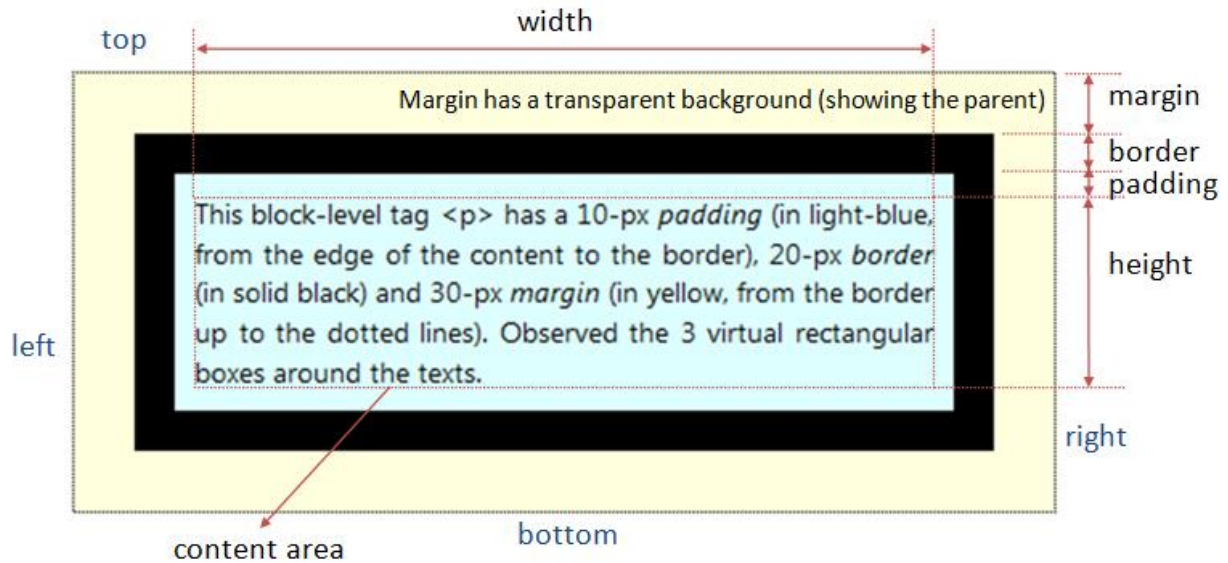 width
top
Margin has a transparent background (showing the parent)
margin
border
padding
This block-level tag <p> has a 10-px padding (in light-blue,
from the edge of the content to the border), 20-px border
(in solid black) and 30-px margin (in yellow, from the border
up to the dotted lines). Observed the 3 virtual rectangular
boxes around the texts.
height
left
right
bottom
content area